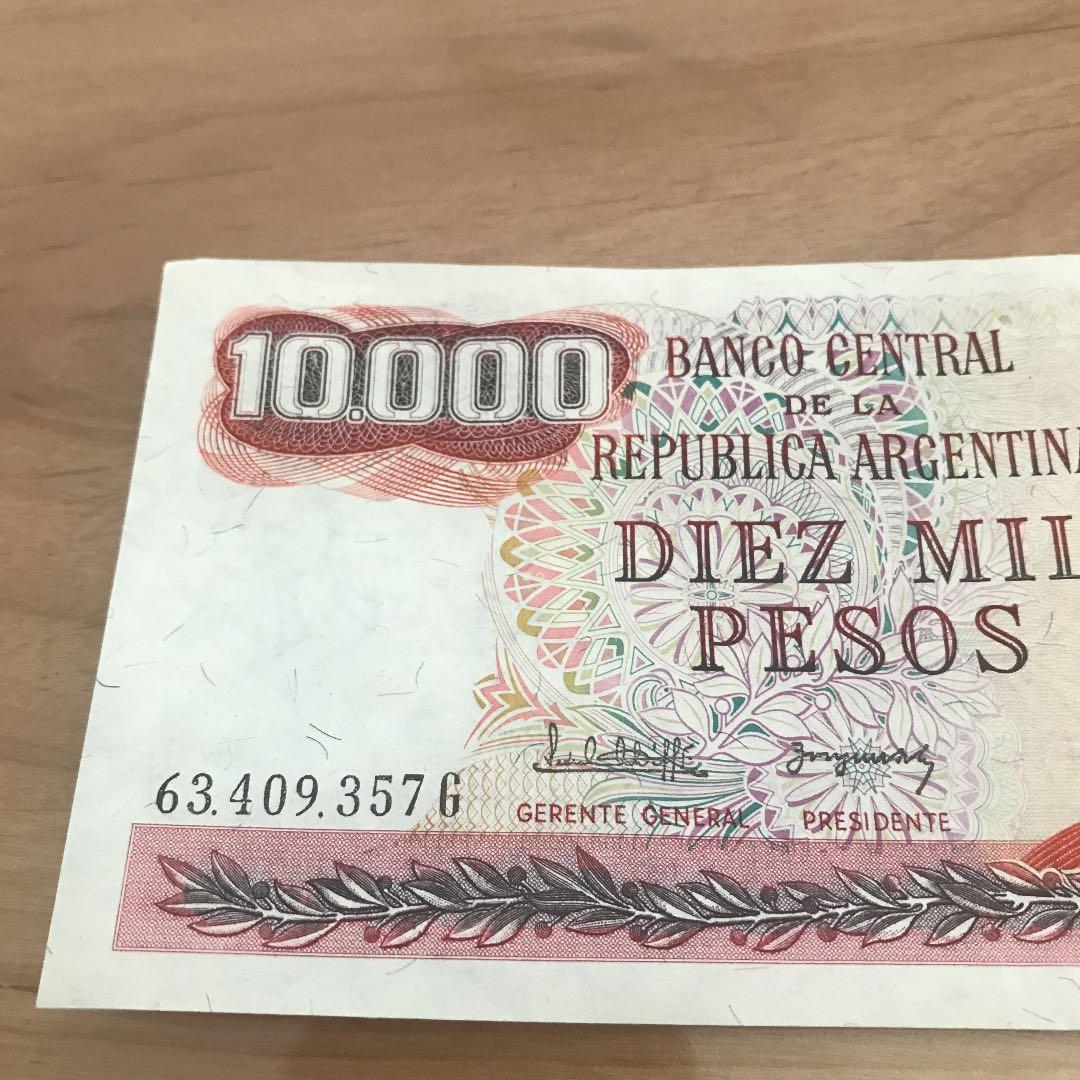 10.000
BANCO CENTRAL
DE LA
REPUBLICA ARGENTINA
DIEZ MIL
PESOS
63.409.357 G
GERENTE GENERAL
PRESIDENTE